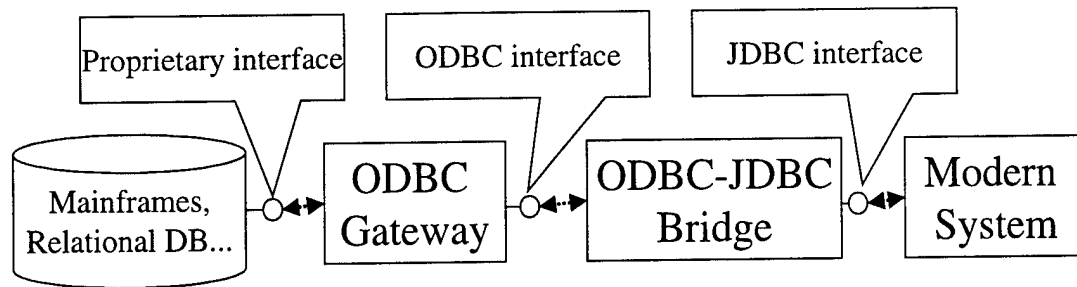 Proprietary interface
ODBC interface
JDBC interface
Mainframes,
Relational DB...
ODBC
Gateway
ODBC-JDBC
Bridge
Modern
System